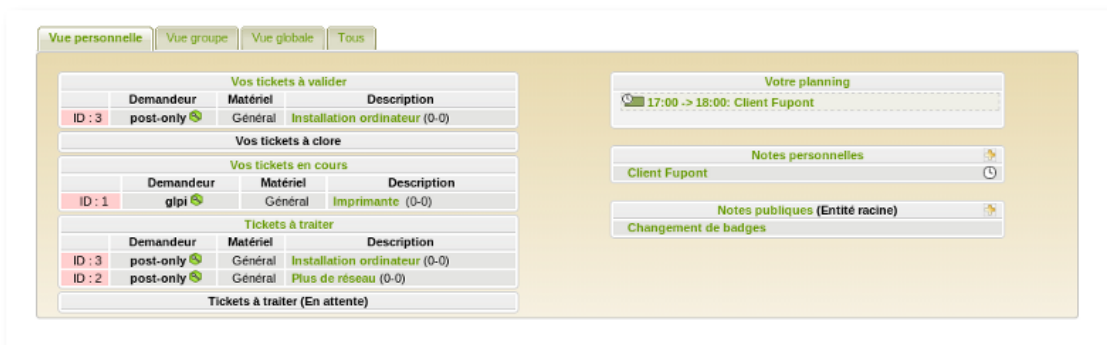 Vue personnelle Vue groupe Vue globale Tous
Vos tickets à valider
Demandeur Matériel Description
ID : 3 post-only Général Installation ordinateur (0-0)
Vos tickets à clore
Vos tickets en cours
Demandeur Matériel Description
ID : 1 glpi Général Imprimante (0-0)
Tickets à traiter
Demandeur Matériel Description
ID : 3 post-only Général Installation ordinateur (0-0)
ID : 2 post-only Général Plus de réseau (0-0)
Tickets à traiter (En attente)
Votre planning
17:00 -> 18:00: Client Fupont
Notes personnelles
Client Fupont
Notes publiques (Entité racine)
Changement de badges